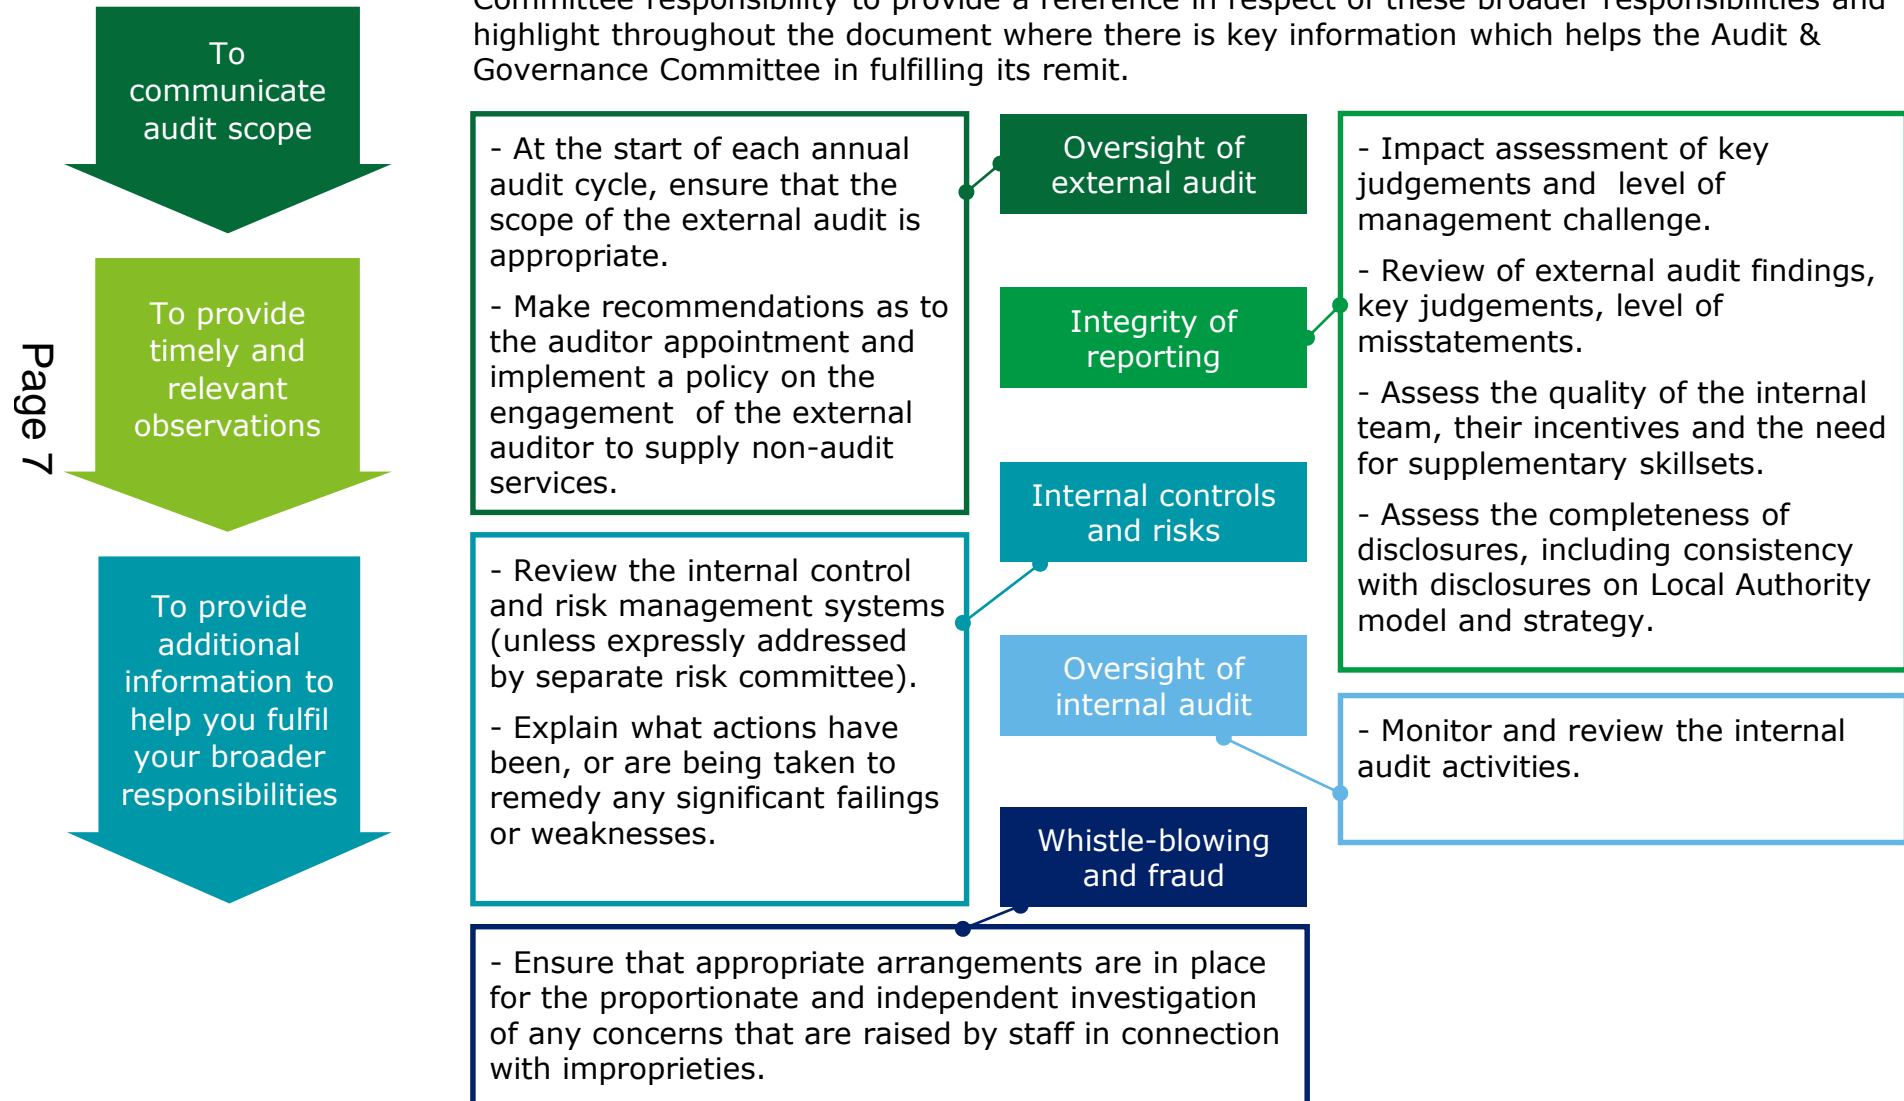 Committee responsibility to provide a reference in respect of these broader responsibilities and
highlight throughout the document where there is key information which helps the Audit &
Governance Committee in fulfilling its remit.
To
communicate
audit scope
To provide
timely and
relevant
observations
To provide
additional
information to
help you fulfil
your broader
responsibilities
Page 7
- At the start of each annual
audit cycle, ensure that the
scope of the external audit is
appropriate.
- Make recommendations as to
the auditor appointment and
implement a policy on the
engagement of the external
auditor to supply non-audit
services.
Oversight of
external audit
Integrity of
reporting
- Impact assessment of key
judgements and level of
management challenge.
- Review of external audit findings,
key judgements, level of
misstatements.
- Assess the quality of the internal
team, their incentives and the need
for supplementary skillsets.
- Assess the completeness of
disclosures, including consistency
with disclosures on Local Authority
model and strategy.
Internal controls
and risks
- Review the internal control
and risk management systems
(unless expressly addressed
by separate risk committee).
- Explain what actions have
been, or are being taken to
remedy any significant failings
or weaknesses.
Oversight of
internal audit
- Monitor and review the internal
audit activities.
Whistle-blowing
and fraud
- Ensure that appropriate arrangements are in place
for the proportionate and independent investigation
of any concerns that are raised by staff in connection
with improprieties.